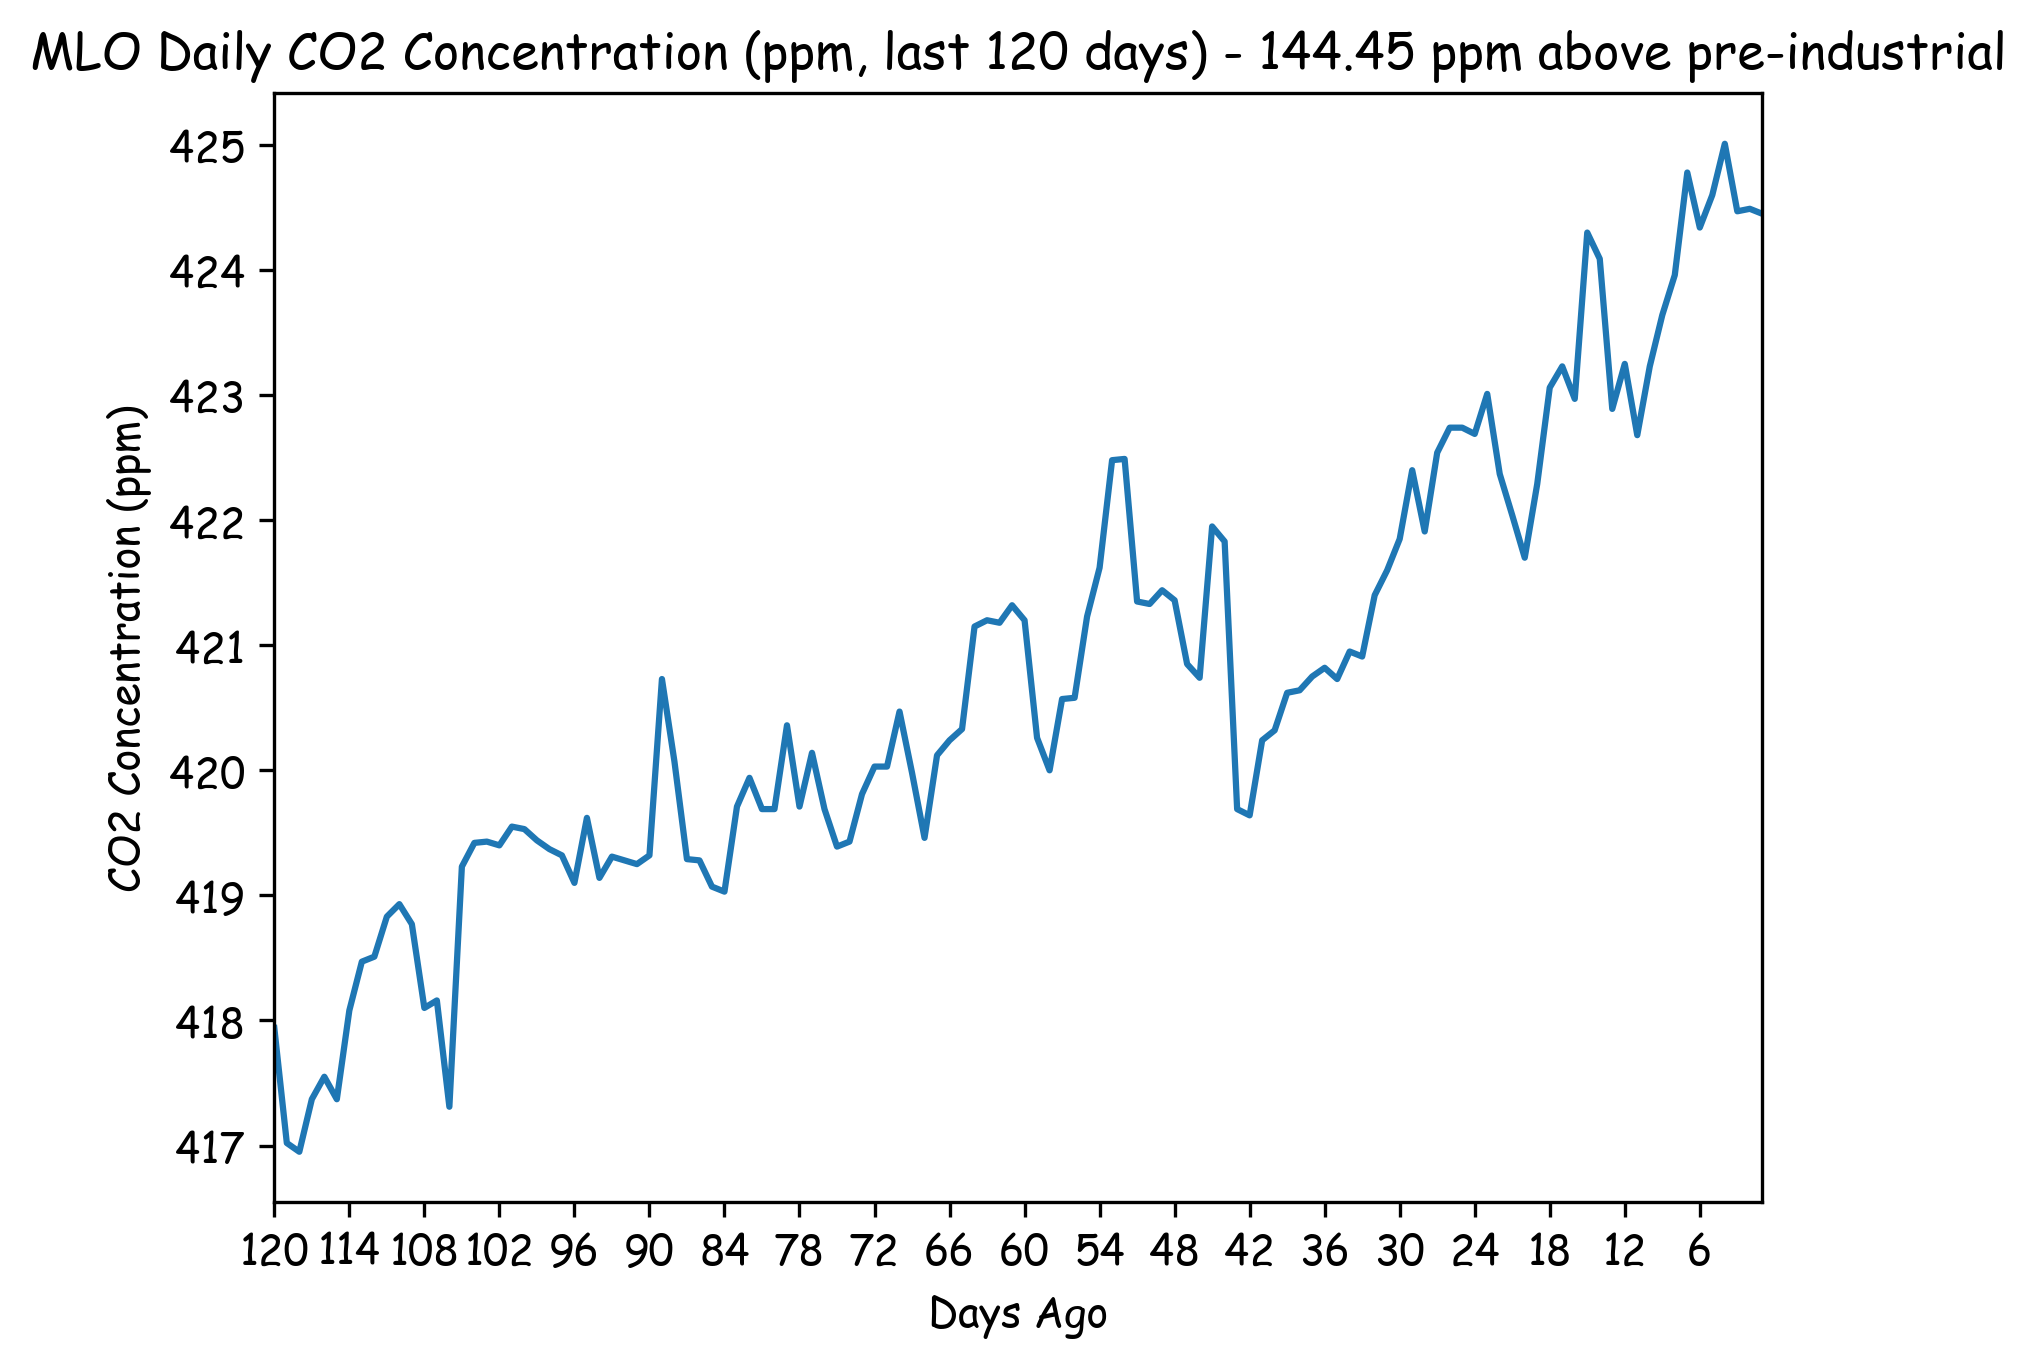 MLO Daily CO2 Concentration (ppm, last 120 days) - 144.45 ppm above pre-industrial
425
424
423
422
421
420
419
418
417
CO2 Concentration (ppm)
120 114 108 102 96 90 84 78 72 66 60 54 48 42 36 30 24 18 12 6
Days Ago